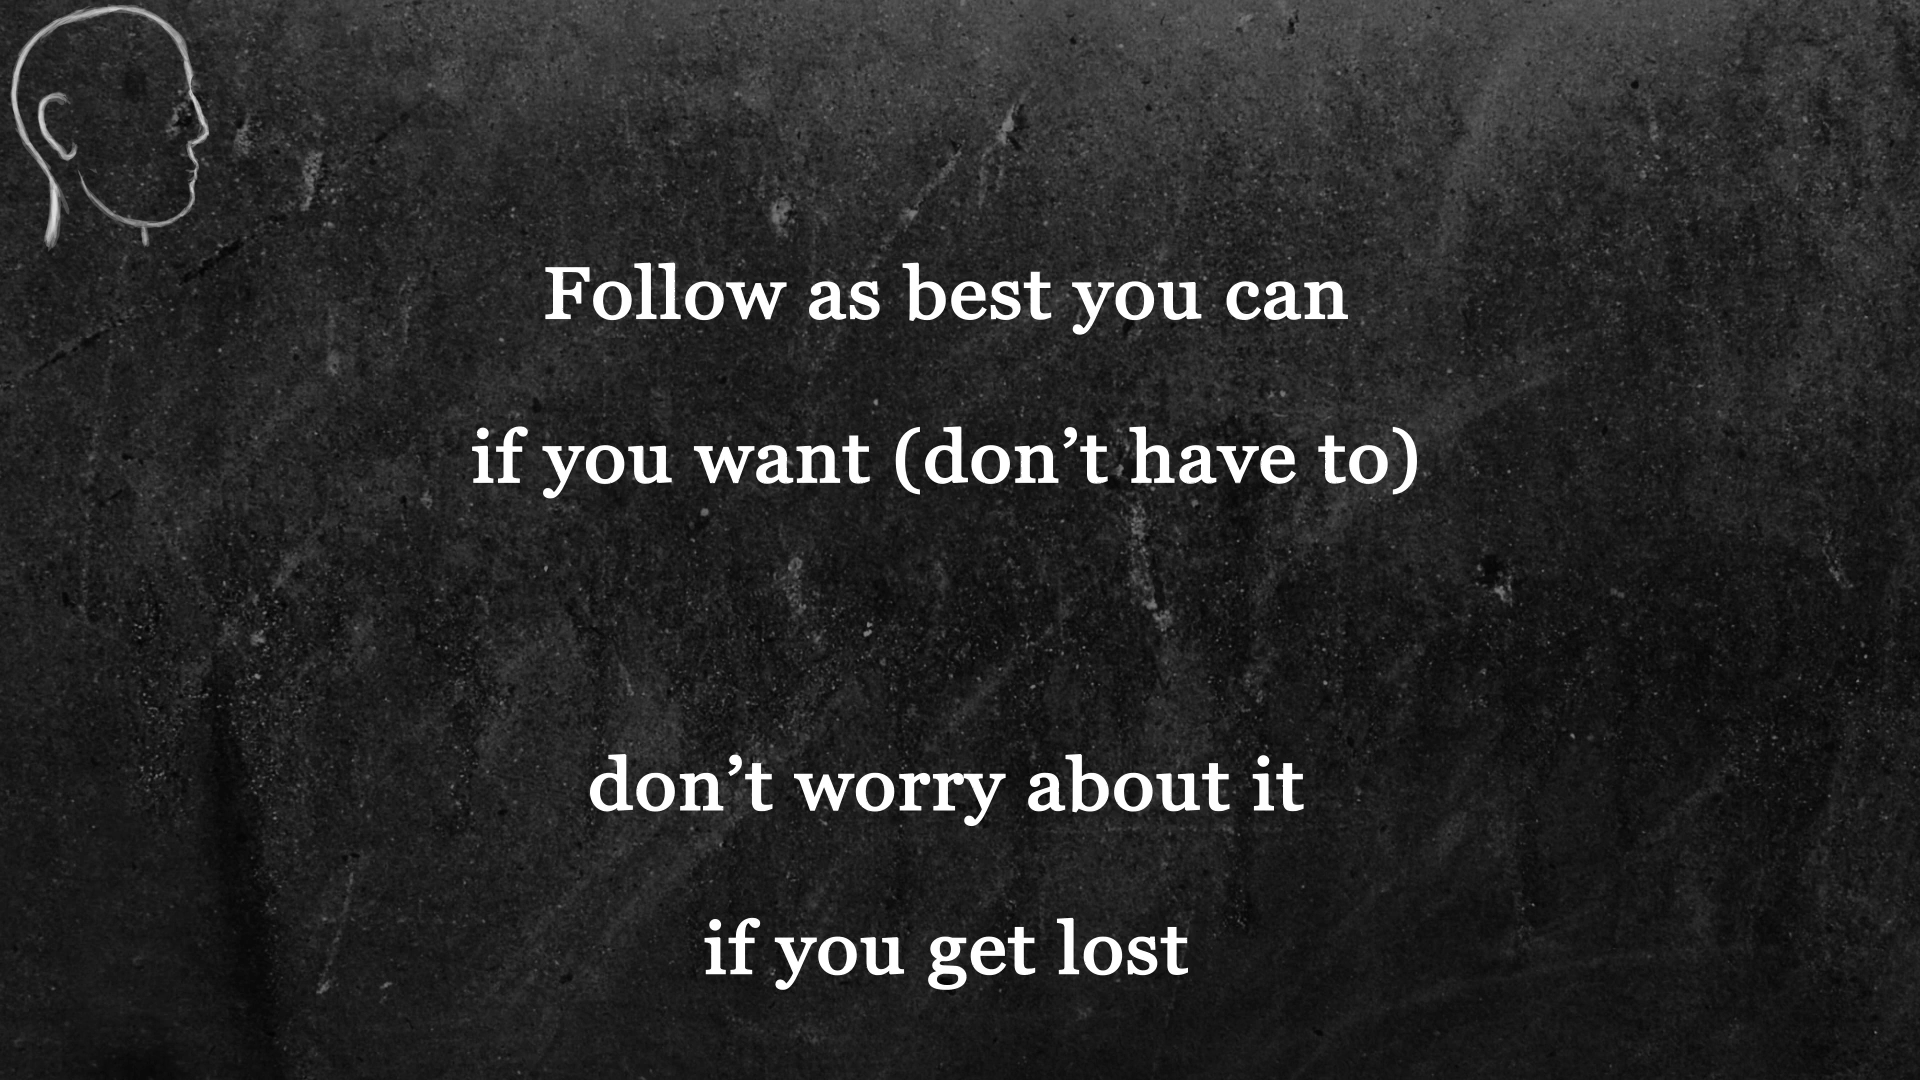 Follow as best you can
if you want (don’t have to)
don’t worry about it
if you get lost